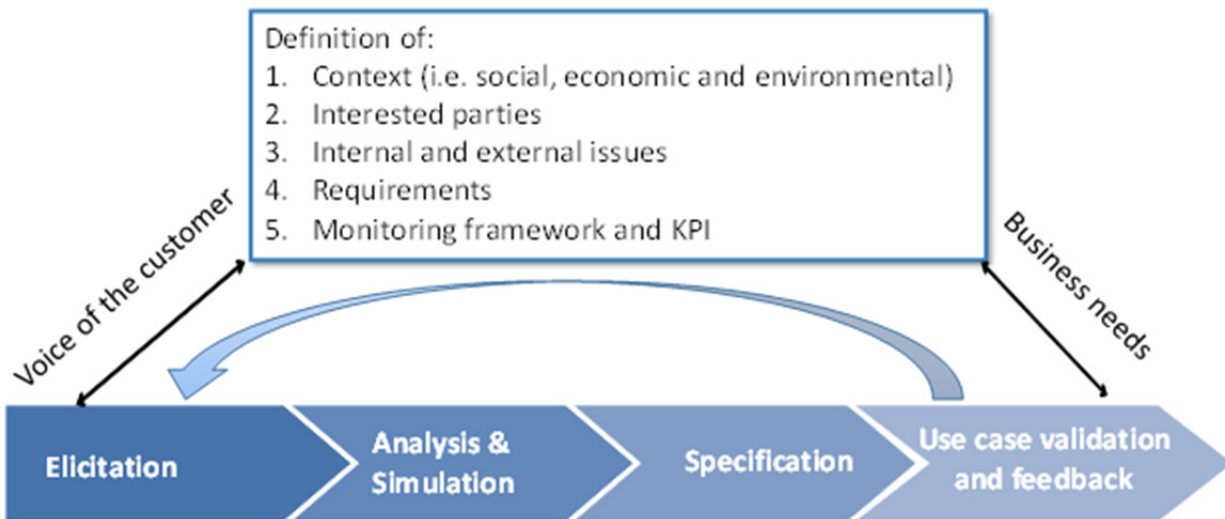 Definition of:
1. Context (i.e. social, economic and environmental)
2. Interested parties
3. Internal and external issues
4. Requirements
5. Monitoring framework and KPI
Voice of the customer
Business needs
Elicitation
Analysis &
Simulation
Specification
Use case validation
and feedback